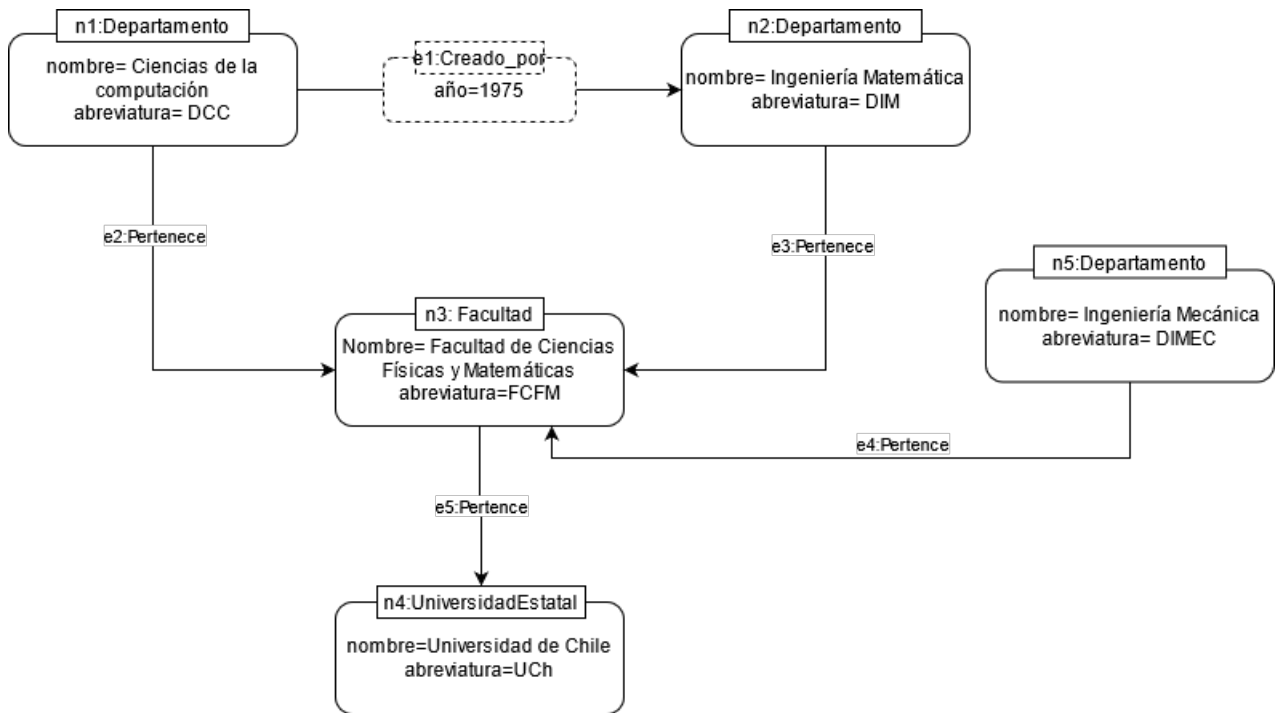 n1:Departamento
nombre= Ciencias de la
computación
abreviatura= DCC
e1:Creado_por
año=1975
n2:Departamento
nombre= Ingeniería Matemática
abreviatura= DIM
e2:Pertenece
e3:Pertenece
n5:Departamento
nombre= Ingeniería Mecánica
abreviatura= DIMEC
n3: Facultad
Nombre= Facultad de Ciencias
Físicas y Matemáticas
abreviatura=FCFM
e4:Pertence
e5:Pertence
n4:UniversidadEstatal
nombre=Universidad de Chile
abreviatura=UCh